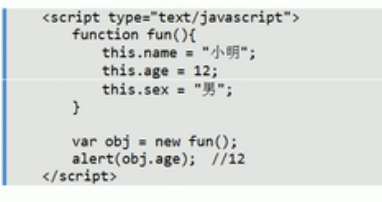 <script type="text/javascript">
function fun(){
this.name = "小明";
this.age = 12;
this.sex = "男";
}
var obj = new fun();
alert(obj.age); //12
</script>